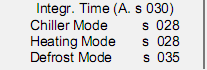 Integr. Time (A. s 030)
Chiller Mode s 028
Heating Mode s 028
Defrost Mode s 035